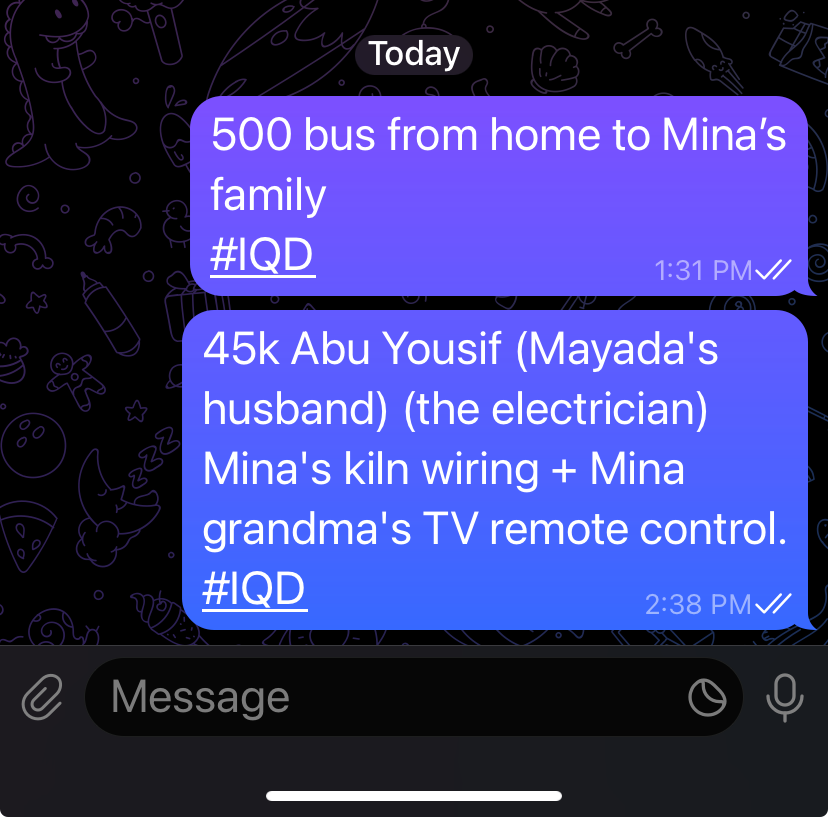 Today
500 bus from home to Mina’s
family
#IQD
1:31 PM
45k Abu Yousif (Mayada's
husband) (the electrician)
Mina's kiln wiring + Mina
grandma's TV remote control.
#IQD
2:38 PM
Message